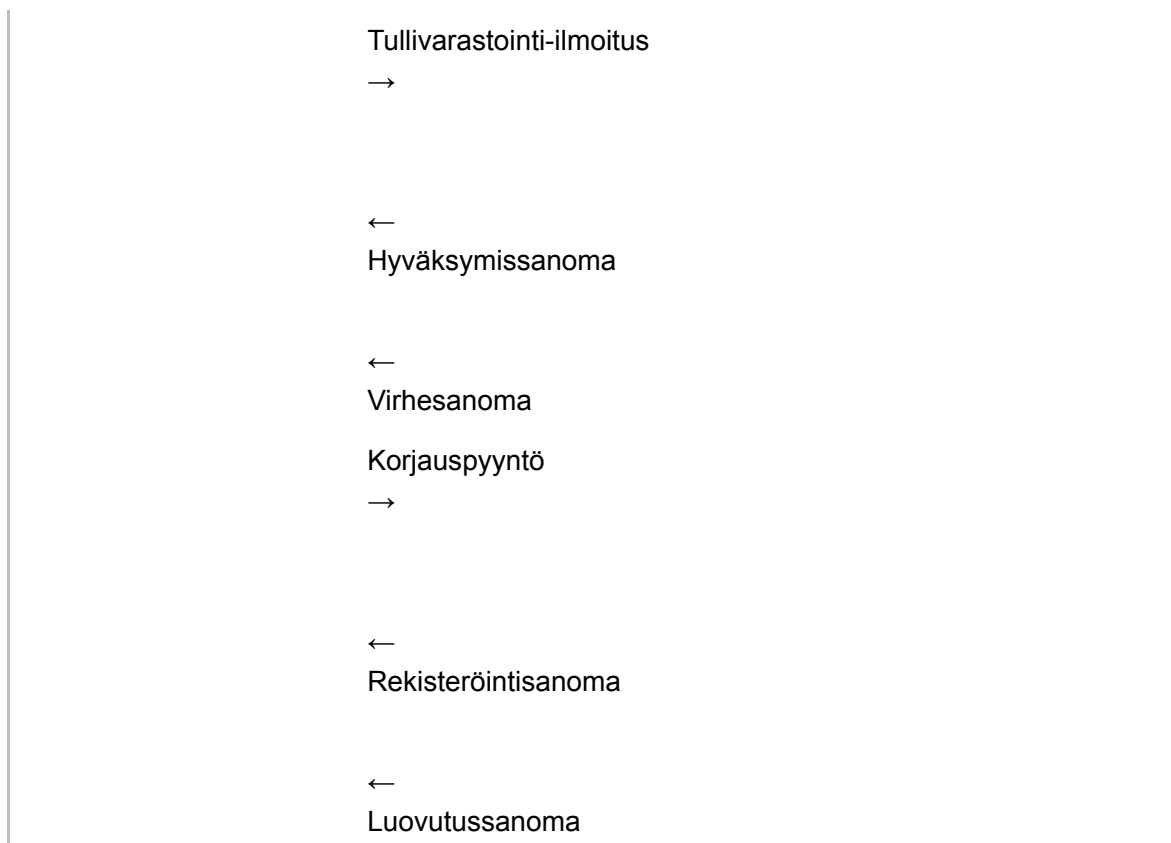 Tullivarastointi-ilmoitus
→
←
Hyväksymissanoma
←
Virhesanoma
Korjauspyyntö
→
←
Rekisteröintisanoma
←
Luovutussanoma